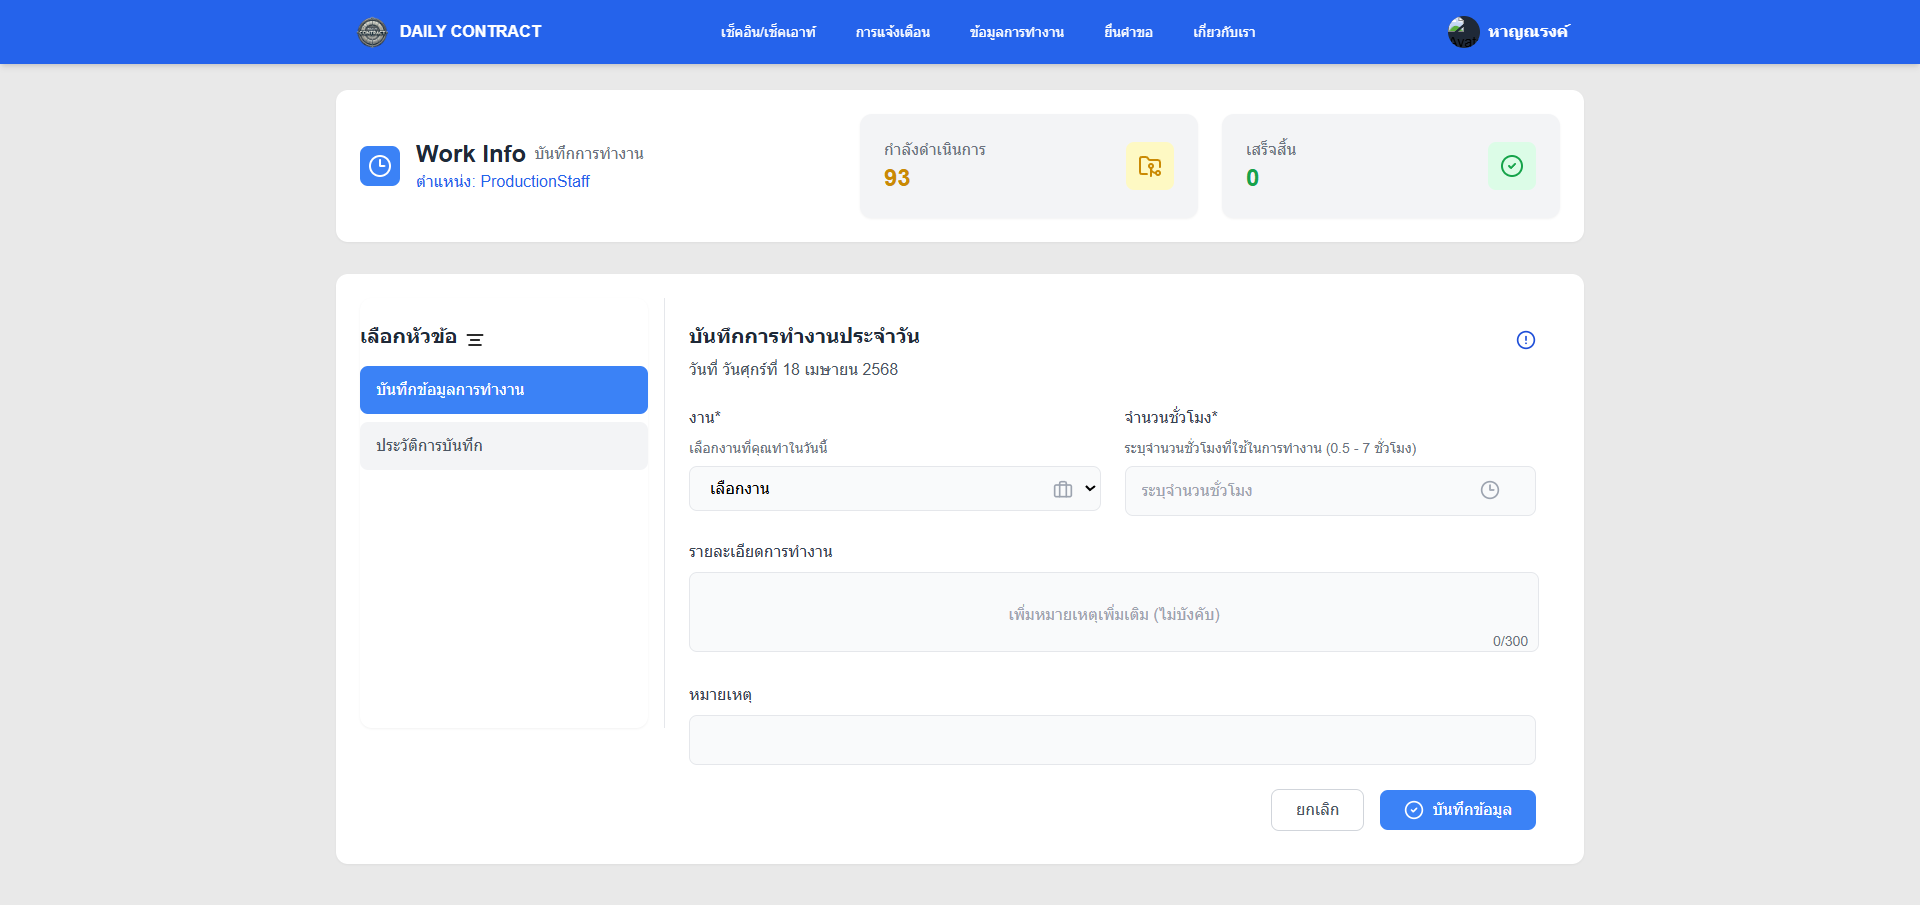 DAILY CONTRACT
เช็คอิน/เช็คเอาท์
การแจ้งเตือน
ข้อมูลการทำงาน
ยื่นคำขอ
เกี่ยวกับเรา
หาญณรงค์
Work Info บันทึกการทำงาน
ตำแหน่ง: ProductionStaff
กำลังดำเนินการ
93
เสร็จสิ้น
0
เลือกหัวข้อ
บันทึกข้อมูลการทำงาน
ประวัติการบันทึก
บันทึกการทำงานประจำวัน
วันที่ วันศุกร์ที่ 18 เมษายน 2568
งาน*
เลือกงานที่คุณทำในวันนี้
เลือกงาน
จำนวนชั่วโมง*
ระบุจำนวนชั่วโมงที่ใช้ในการทำงาน (0.5 - 7 ชั่วโมง)
ระบุจำนวนชั่วโมง
รายละเอียดการทำงาน
เพิ่มหมายเหตุเพิ่มเติม (ไม่บังคับ)
0/300
หมายเหตุ
ยกเลิก
บันทึกข้อมูล